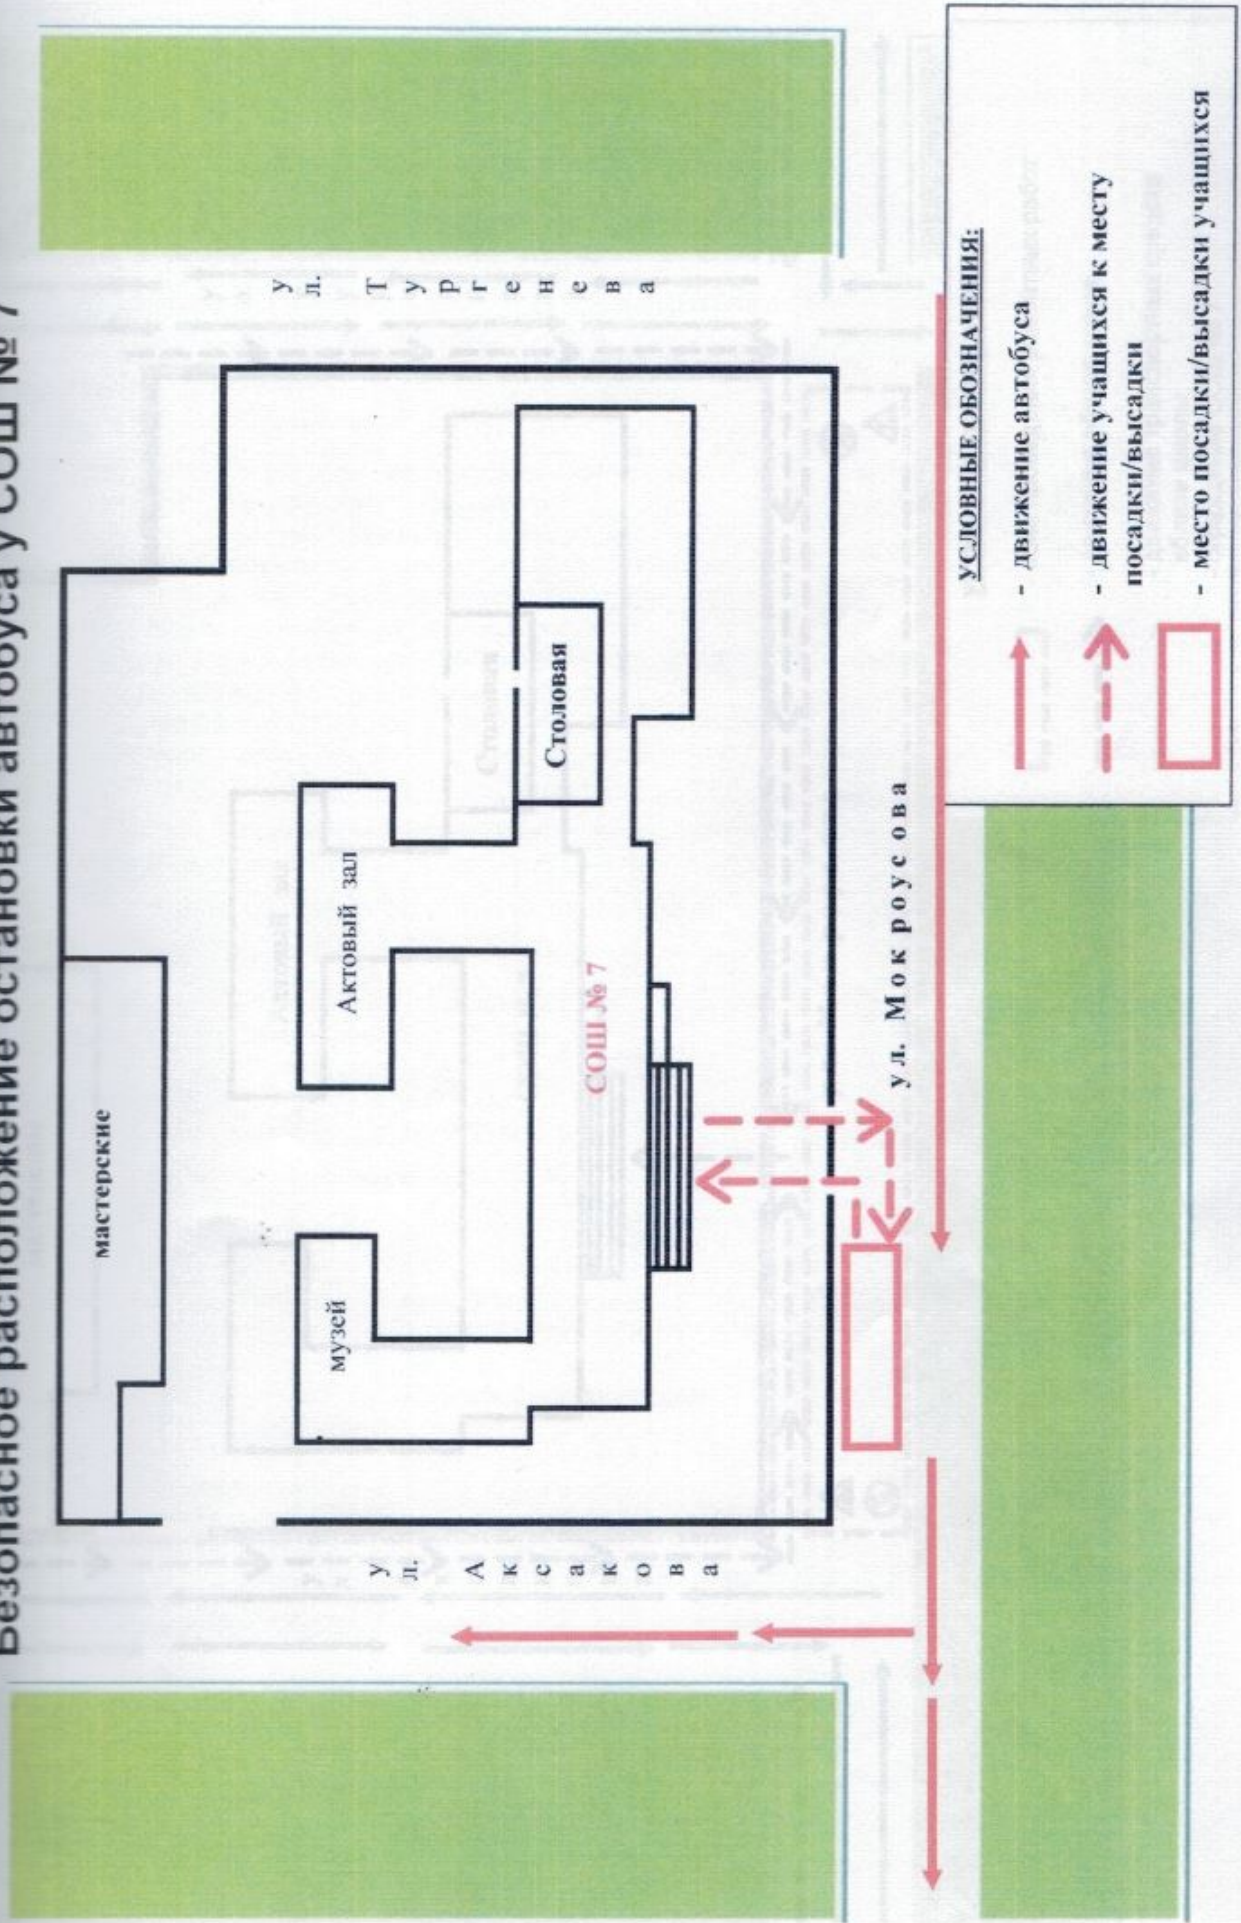 Безопасное расположение остановки автобуса у СОШ № 7
мастерские
музей
Актовый зал
Столовая
СОШ № 7
ул. Аксакова
ул. Тургенева
ул. Мокроусова
УСЛОВНЫЕ ОБОЗНАЧЕНИЯ:
- движение автобуса
- движение учащихся к месту
посадки/высадки
- место посадки/высадки учащихся